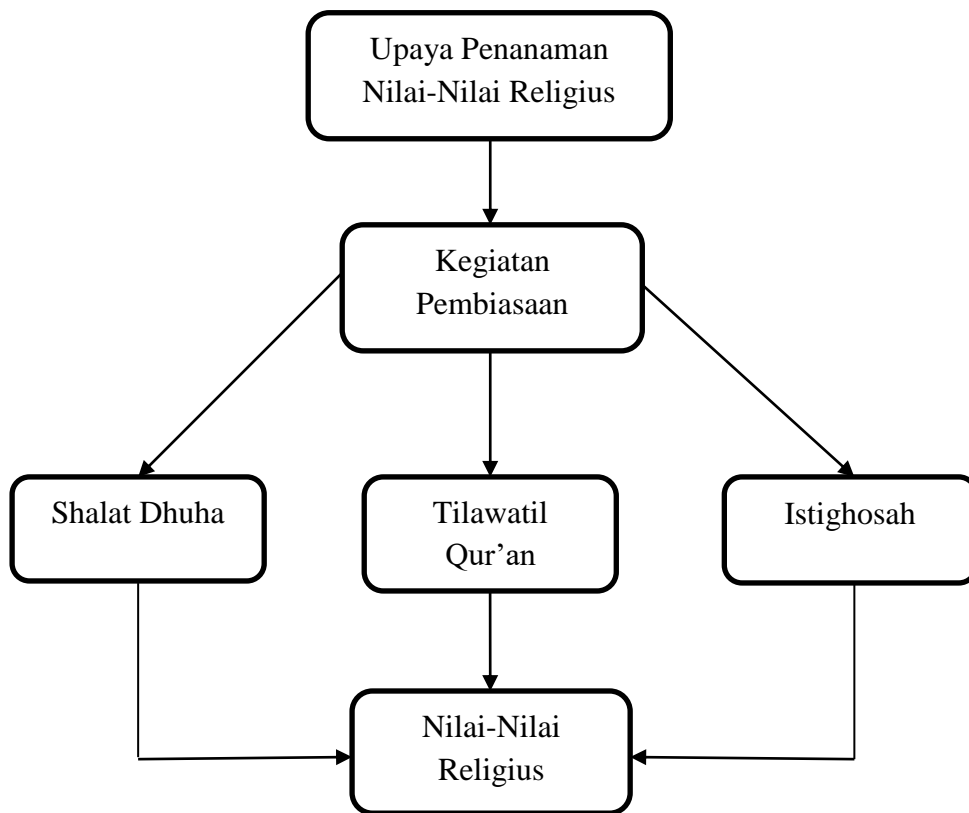 Upaya Penanaman
Nilai-Nilai Religius
Kegiatan
Pembiasaan
Shalat Dhuha
Tilawatil
Qur’an
Istighosah
Nilai-Nilai
Religius